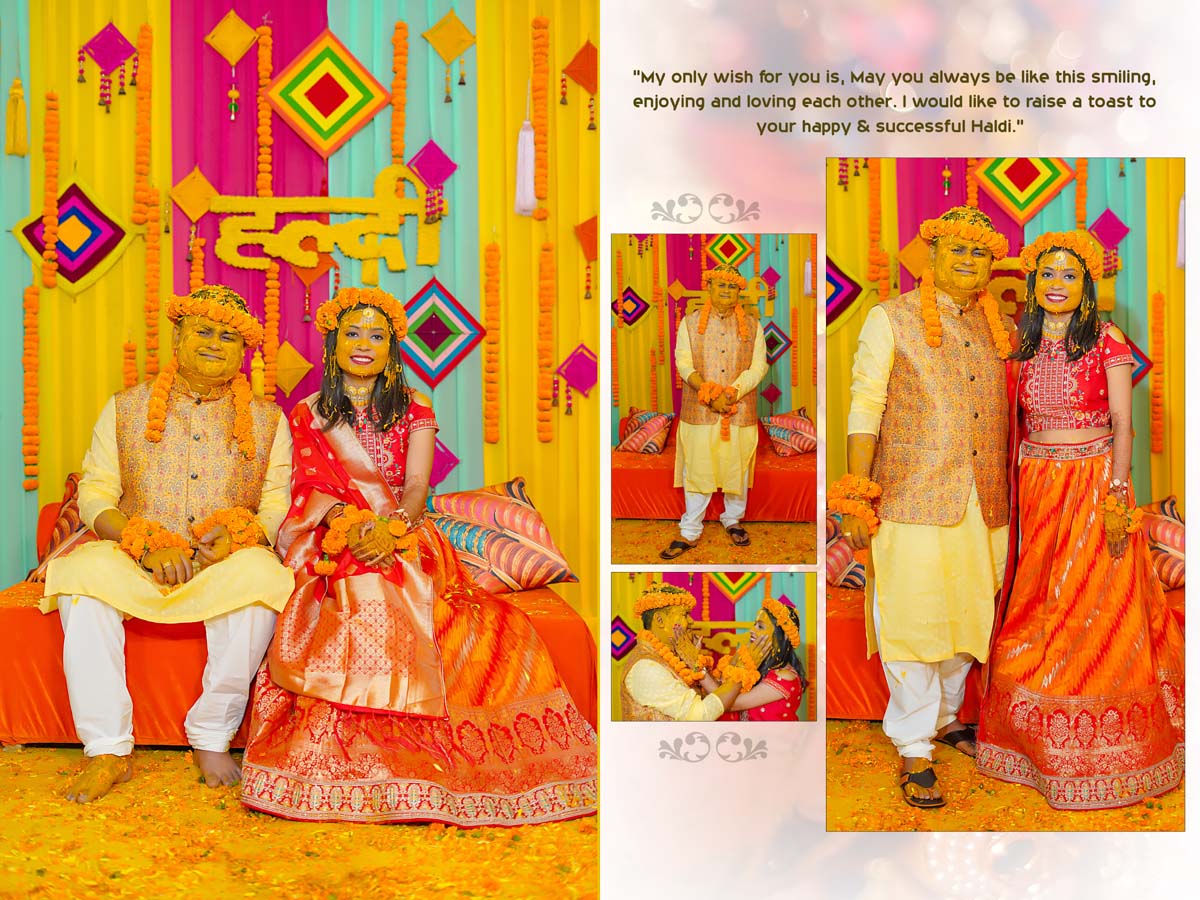 हल्दी
"My only wish for you is, May you always be like this smiling,
enjoying and loving each other. I would like to raise a toast to
your happy & successful Haldi."